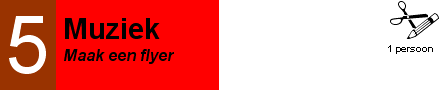 5
Muziek
Maak een flyer
1 persoon